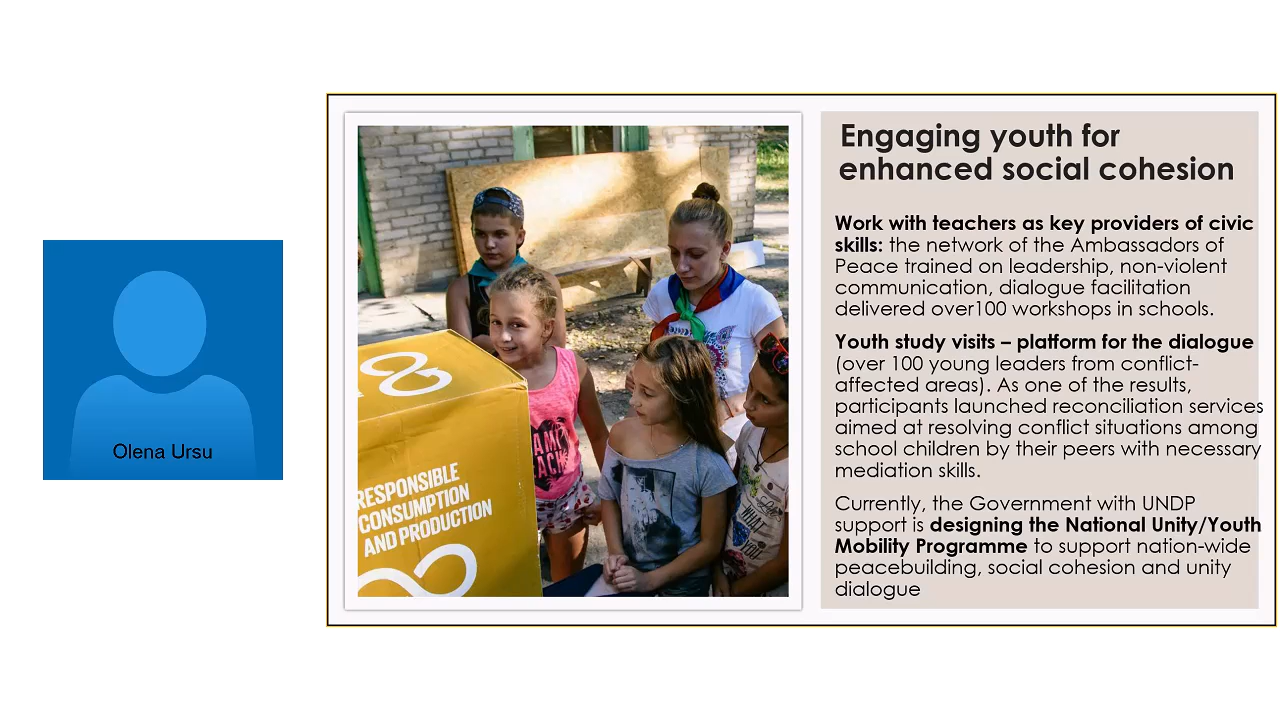 Olena Ursu
RESPONSIBLE
CONSUMPTION
AND PRODUCTION
Engaging youth for
enhanced social cohesion
Work with teachers as key providers of civic
skills: the network of the Ambassadors of
Peace trained on leadership, non-violent
communication, dialogue facilitation
delivered over100 workshops in schools.
Youth study visits – platform for the dialogue
(over 100 young leaders from conflict-
affected areas). As one of the results,
participants launched reconciliation services
aimed at resolving conflict situations among
school children by their peers with necessary
mediation skills.
Currently, the Government with UNDP
support is designing the National Unity/Youth
Mobility Programme to support nation-wide
peacebuilding, social cohesion and unity
dialogue